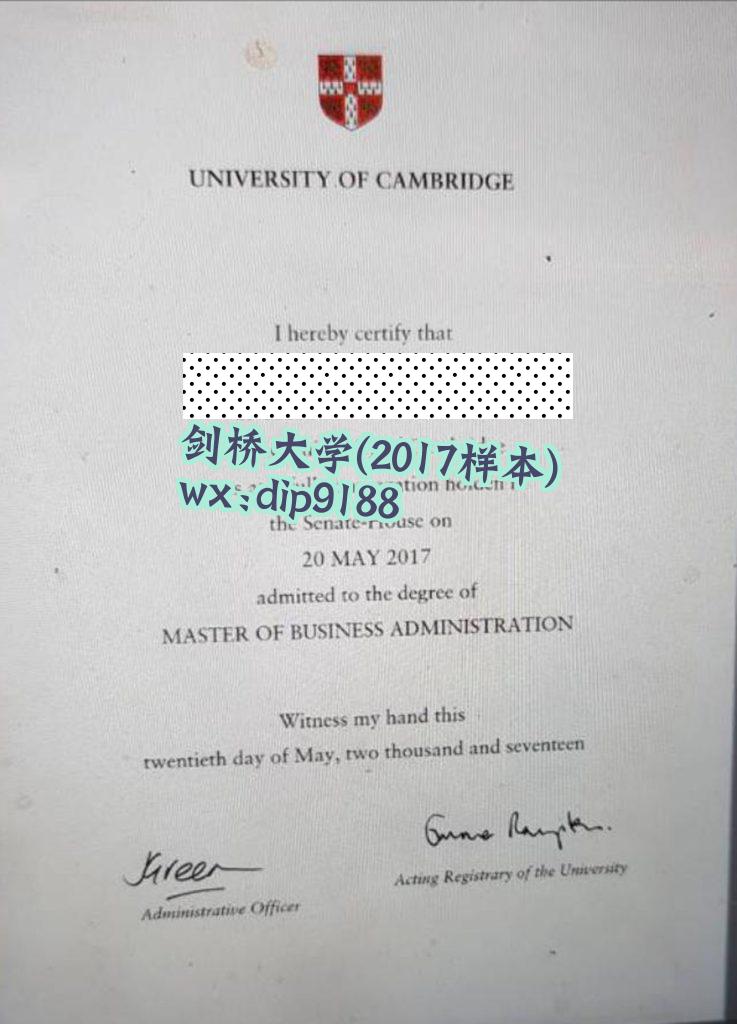 UNIVERSITY OF CAMBRIDGE
I hereby certify that
剑桥大学(2017样本)
wx:dip9188
the Senate-House on
20 MAY 2017
admitted to the degree of
MASTER OF BUSINESS ADMINISTRATION
Witness my hand this
twentieth day of May, two thousand and seventeen
Administrative Officer
Acting Registrary of the University